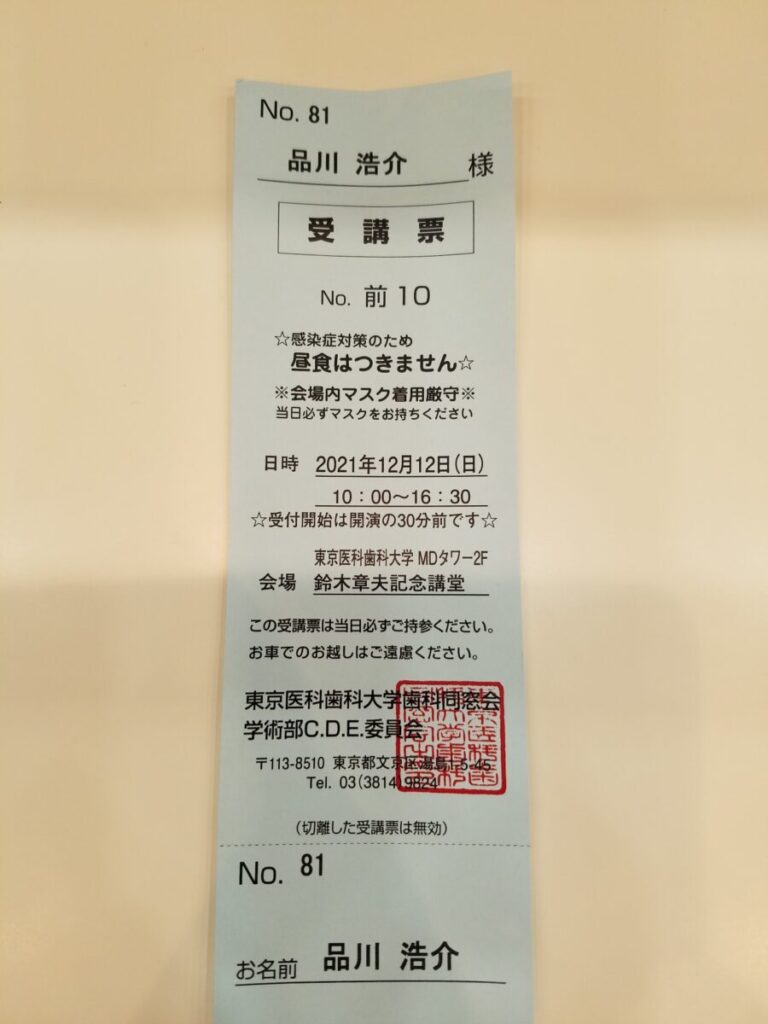 No. 81
品川 浩介 様
受講票
No. 前10
☆感染症対策のため
昼食はつきません☆
※会場内マスク着用厳守※
当日必ずマスクをお持ちください
日時 2021年12月12日(日)
10：00～16：30
☆受付開始は開演の30分前です☆
東京医科歯科大学 MDタワー2F
会場 鈴木章夫記念講堂
この受講票は当日必ずご持参ください。
お車でのお越しはご遠慮ください。
東京医科歯科大学歯科同窓会
学術部C.D.E.委員会
〒113-8510 東京都文京区湯島1-5-45
Tel. 03(3814)9824
(切離した受講票は無効)
No. 81
お名前 品川 浩介